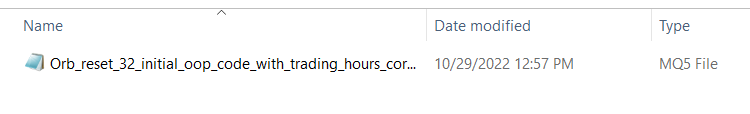 Name Date modified Type
Orb_reset_32_initial_oop_code_with_trading_hours_cor... 10/29/2022 12:57 PM MQ5 File